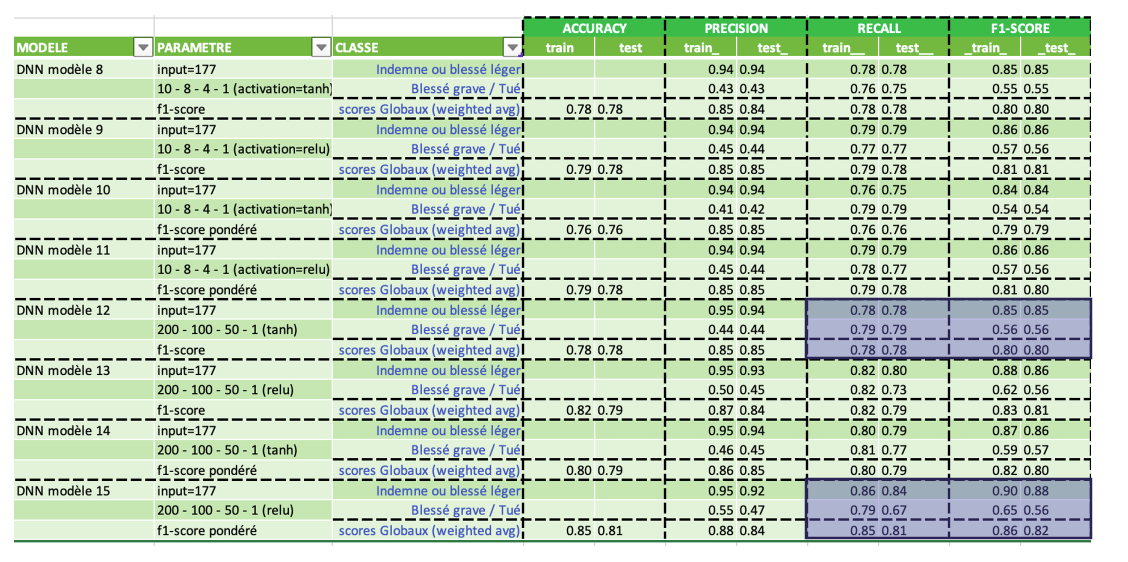 ACCURACY PRECISION RECALL F1-SCORE
MODELE PARAMETRE CLASSE train test train_ test_ train__ test__ _train_ _test_
DNN modèle 8 input=177 Indemne ou blessé léger 0.94 0.94 0.78 0.78 0.85 0.85
10 - 8 - 4 - 1 (activation=tanh) Blessé grave / Tué 0.43 0.43 0.76 0.75 0.55 0.55
f1-score scores Globaux (weighted avg) 0.78 0.78 0.85 0.84 0.78 0.78 0.80 0.80
DNN modèle 9 input=177 Indemne ou blessé léger 0.94 0.94 0.79 0.79 0.86 0.86
10 - 8 - 4 - 1 (activation=relu) Blessé grave / Tué 0.45 0.44 0.77 0.77 0.57 0.56
f1-score scores Globaux (weighted avg) 0.79 0.78 0.85 0.85 0.79 0.78 0.81 0.81
DNN modèle 10 input=177 Indemne ou blessé léger 0.94 0.94 0.76 0.75 0.84 0.84
10 - 8 - 4 - 1 (activation=tanh) Blessé grave / Tué 0.41 0.42 0.79 0.79 0.54 0.54
f1-score pondéré scores Globaux (weighted avg) 0.76 0.76 0.85 0.85 0.76 0.76 0.79 0.79
DNN modèle 11 input=177 Indemne ou blessé léger 0.94 0.94 0.79 0.79 0.86 0.86
10 - 8 - 4 - 1 (activation=relu) Blessé grave / Tué 0.45 0.44 0.78 0.77 0.57 0.56
f1-score pondéré scores Globaux (weighted avg) 0.79 0.78 0.85 0.85 0.79 0.78 0.81 0.80
DNN modèle 12 input=177 Indemne ou blessé léger 0.95 0.94 0.78 0.78 0.85 0.85
200 - 100 - 50 - 1 (tanh) Blessé grave / Tué 0.44 0.44 0.79 0.79 0.56 0.56
f1-score scores Globaux (weighted avg) 0.78 0.78 0.85 0.85 0.78 0.78 0.80 0.80
DNN modèle 13 input=177 Indemne ou blessé léger 0.95 0.93 0.82 0.80 0.88 0.86
200 - 100 - 50 - 1 (relu) Blessé grave / Tué 0.50 0.45 0.82 0.73 0.62 0.56
f1-score scores Globaux (weighted avg) 0.82 0.79 0.87 0.84 0.82 0.79 0.83 0.81
DNN modèle 14 input=177 Indemne ou blessé léger 0.95 0.94 0.80 0.79 0.87 0.86
200 - 100 - 50 - 1 (tanh) Blessé grave / Tué 0.46 0.45 0.81 0.77 0.59 0.57
f1-score pondéré scores Globaux (weighted avg) 0.80 0.79 0.86 0.85 0.80 0.79 0.82 0.80
DNN modèle 15 input=177 Indemne ou blessé léger 0.95 0.92 0.86 0.84 0.90 0.88
200 - 100 - 50 - 1 (relu) Blessé grave / Tué 0.55 0.47 0.79 0.67 0.65 0.56
f1-score pondéré scores Globaux (weighted avg) 0.85 0.81 0.88 0.84 0.85 0.81 0.86 0.82